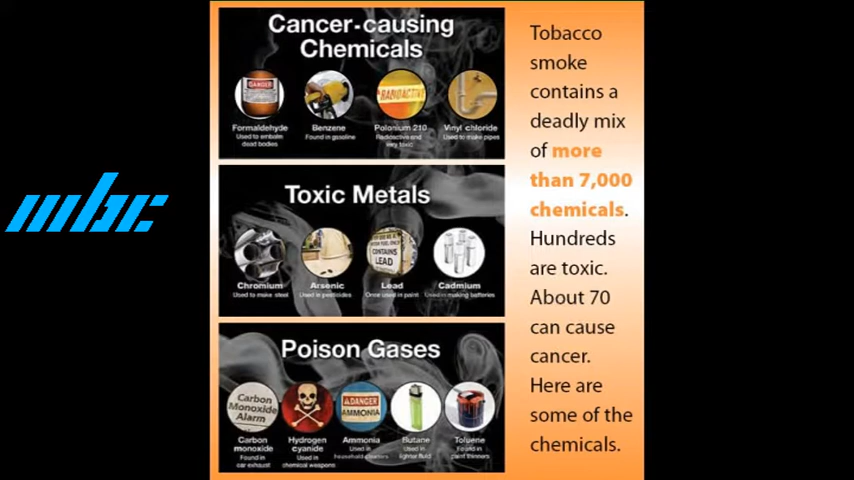 Cancer-causing
Chemicals
DANGER
RADIOACTIVE
Formaldehyde
Used to embalm
dead bodies
Benzene
Found in gasoline
Polonium 210
Radioactive and
very toxic
Vinyl chloride
Used to make pipes
Toxic Metals
CONTAINS
LEAD
Chromium
Used to make steel
Arsenic
Used in pesticides
Lead
Once used in paint
Cadmium
Used in making batteries
Poison Gases
Carbon
Monoxide
Alarm
DANGER
AMMONIA
Carbon
monoxide
Found in
car exhaust
Hydrogen
cyanide
Used in
chemical weapons
Ammonia
Used in
household cleaners
Butane
Used in
lighter fluid
Toluene
Found in
paint thinners
Tobacco
smoke
contains a
deadly mix
of more
than 7,000
chemicals.
Hundreds
are toxic.
About 70
can cause
cancer.
Here are
some of the
chemicals.
mbc